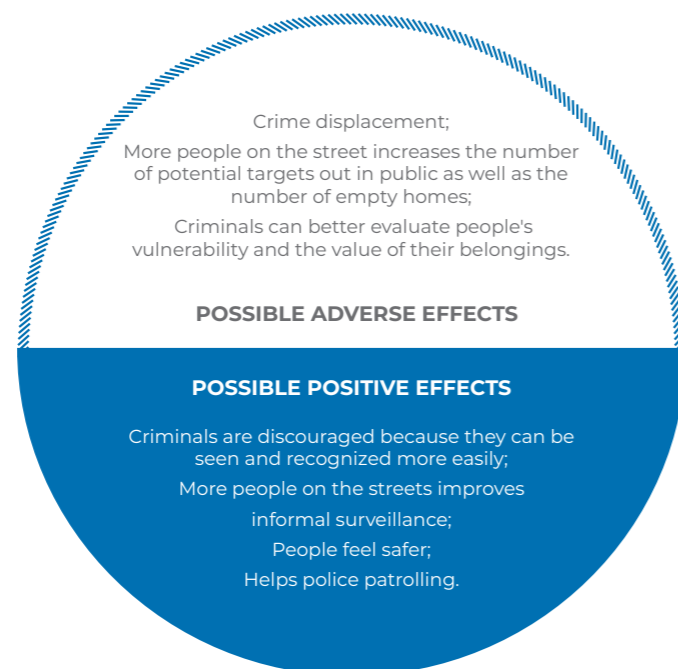 Crime displacement;
More people on the street increases the number
of potential targets out in public as well as the
number of empty homes;
Criminals can better evaluate people's
vulnerability and the value of their belongings.
POSSIBLE ADVERSE EFFECTS
POSSIBLE POSITIVE EFFECTS
Criminals are discouraged because they can be
seen and recognized more easily;
More people on the streets improves
informal surveillance;
People feel safer;
Helps police patrolling.